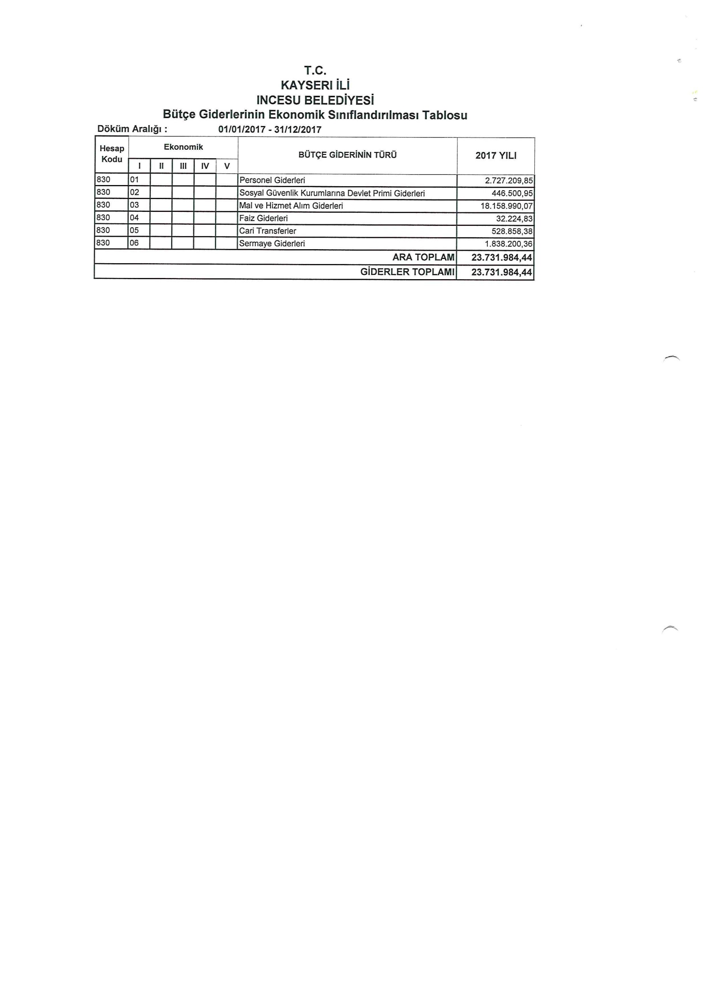 T.C.
KAYSERI İLİ
INCESU BELEDİYESİ
Bütçe Giderlerinin Ekonomik Sınıflandırılması Tablosu
Döküm Aralığı : 01/01/2017 - 31/12/2017
Hesap Kodu Ekonomik BÜTÇE GİDERİNİN TÜRÜ 2017 YILI
I II III IV V
830 01 Personel Giderleri 2.727.209,85
830 02 Sosyal Güvenlik Kurumlarına Devlet Primi Giderleri 446.500,95
830 03 Mal ve Hizmet Alım Giderleri 18.158.990,07
830 04 Faiz Giderleri 32.224,83
830 05 Cari Transferler 528.858,38
830 06 Sermaye Giderleri 1.838.200,36
ARA TOPLAM 23.731.984,44
GİDERLER TOPLAMI 23.731.984,44